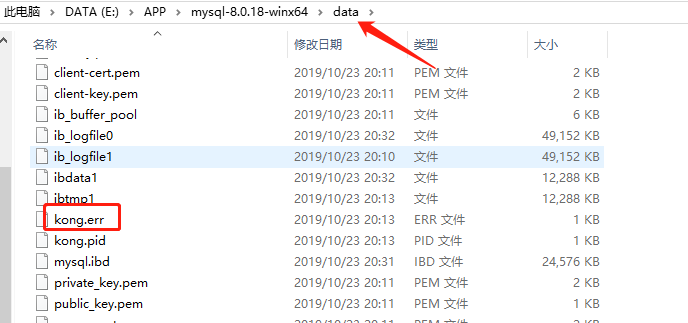 此电脑 > DATA (E:) > APP > mysql-8.0.18-winx64 > data >
名称 修改日期 类型 大小
client-cert.pem 2019/10/23 20:11 PEM 文件 2 KB
client-key.pem 2019/10/23 20:11 PEM 文件 2 KB
ib_buffer_pool 2019/10/23 20:11 文件 6 KB
ib_logfile0 2019/10/23 20:32 文件 49,152 KB
ib_logfile1 2019/10/23 20:10 文件 49,152 KB
ibdata1 2019/10/23 20:32 文件 12,288 KB
ibtmp1 2019/10/23 20:13 文件 12,288 KB
kong.err 2019/10/23 20:13 ERR 文件 1 KB
kong.pid 2019/10/23 20:13 PID 文件 1 KB
mysql.ibd 2019/10/23 20:31 IBD 文件 24,576 KB
private_key.pem 2019/10/23 20:11 PEM 文件 2 KB
public_key.pem 2019/10/23 20:11 PEM 文件 1 KB